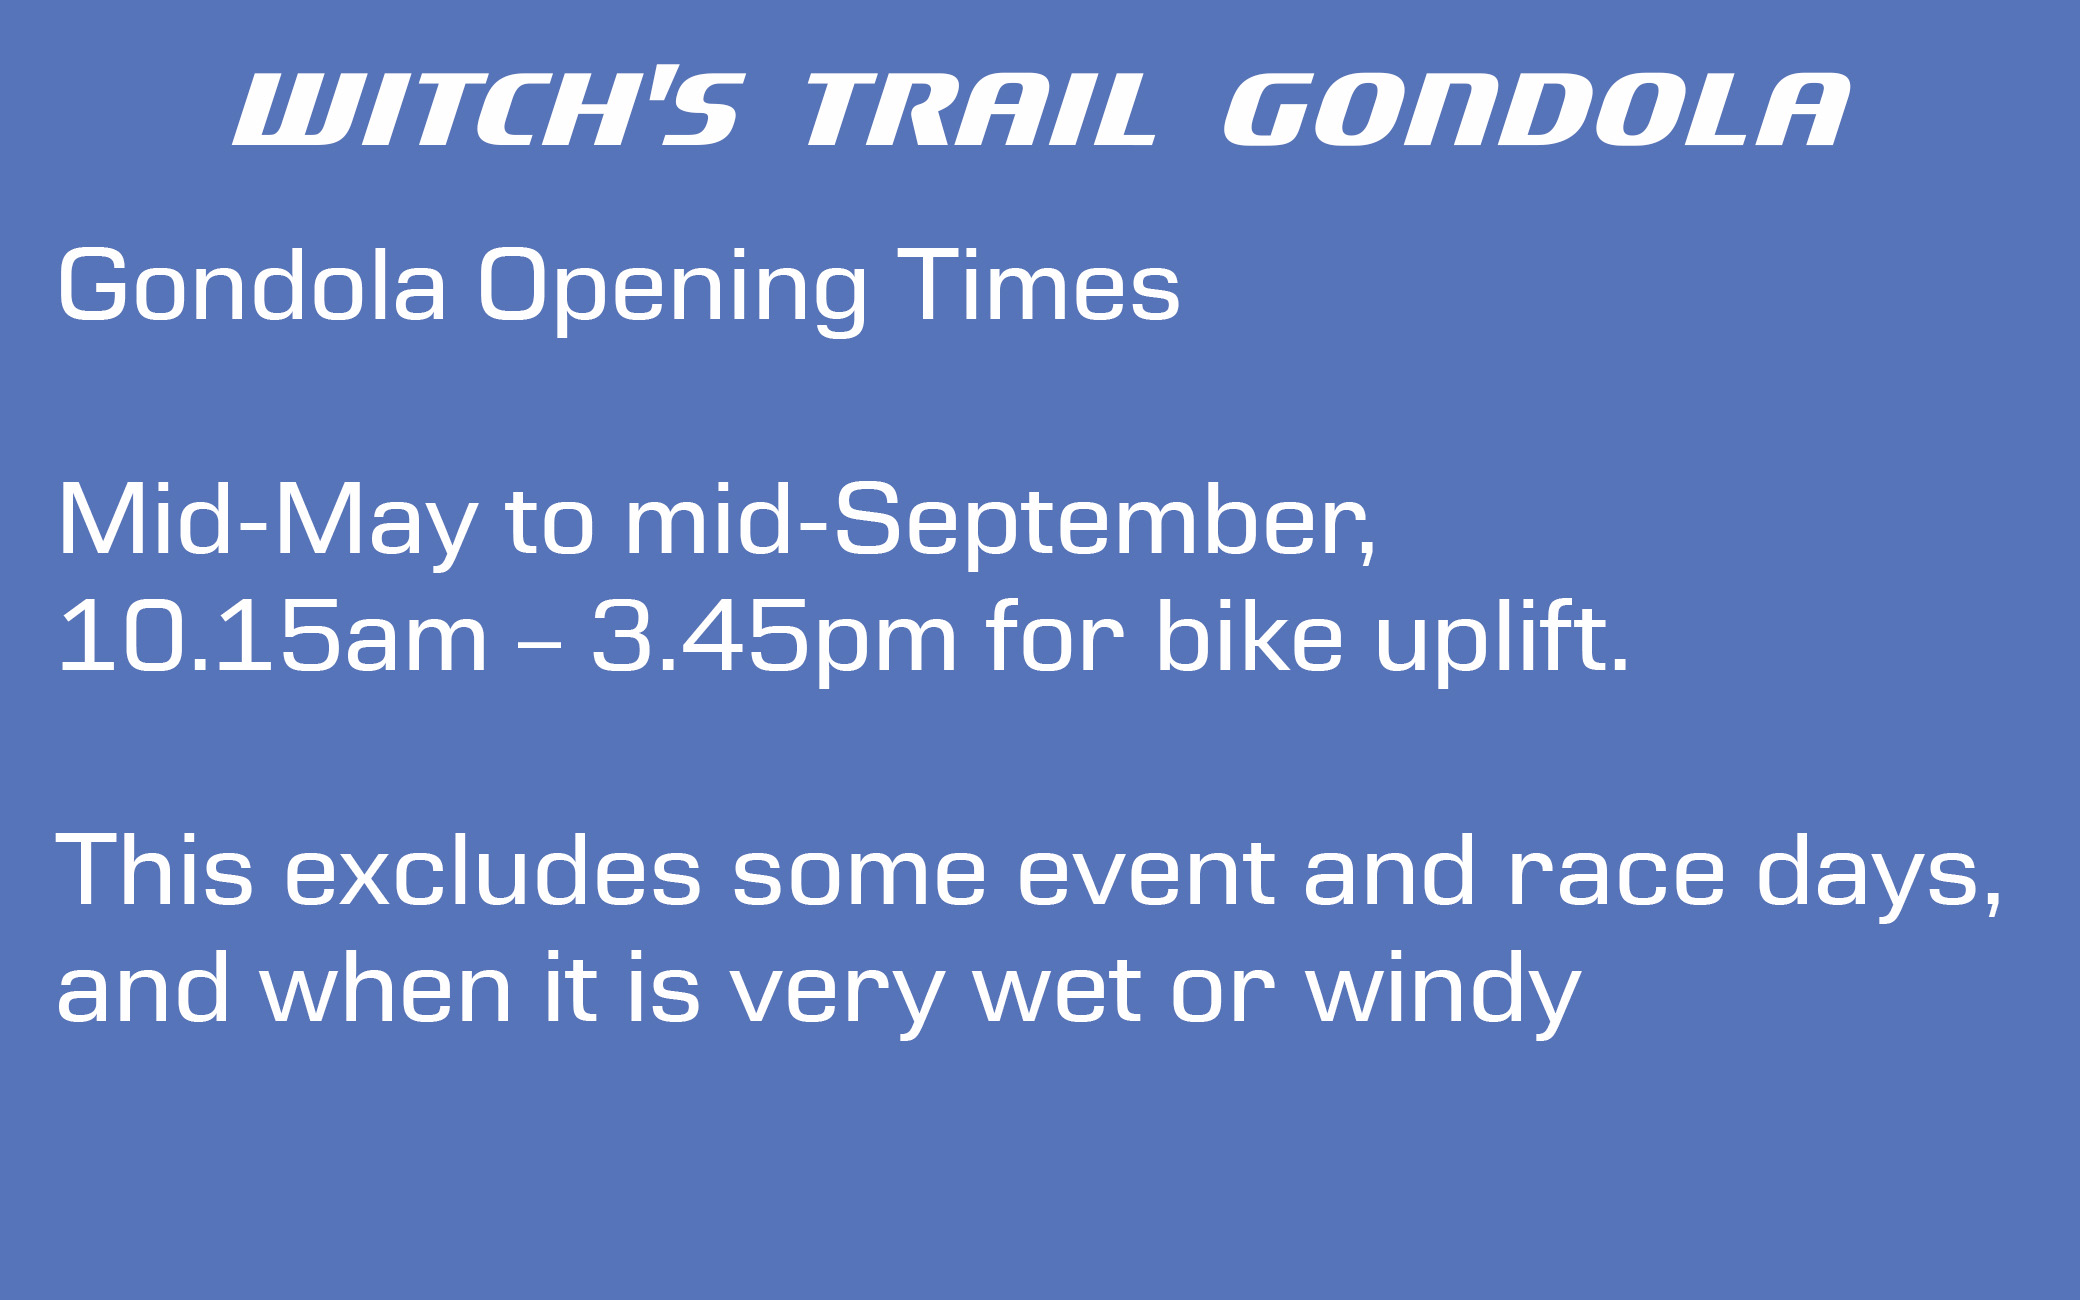 WITCH'S TRAIL GONDOLA
Gondola Opening Times
Mid-May to mid-September,
10.15am – 3.45pm for bike uplift.
This excludes some event and race days,
and when it is very wet or windy